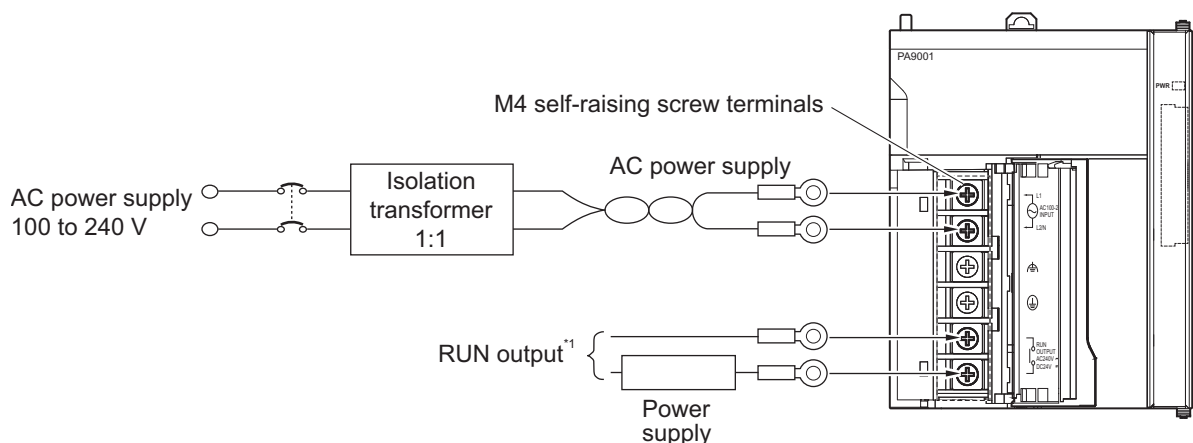 PA9001
PWR
M4 self-raising screw terminals
AC power supply
AC power supply
100 to 240 V
Isolation
transformer
1:1
L1
AC100-2
INPUT
L2/N
RUN output*1
RUN
OUTPUT
AC240V
DC24V
Power
supply